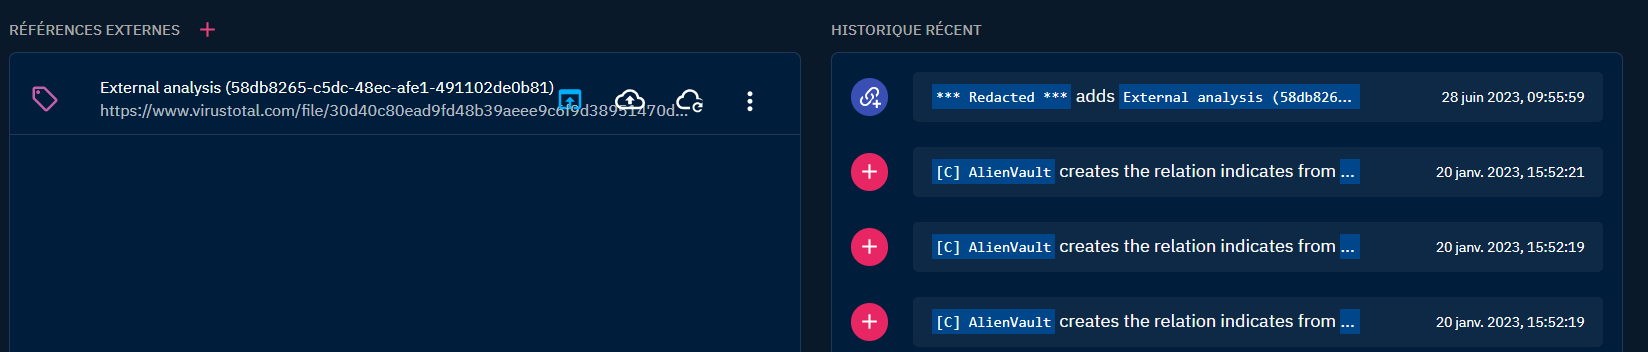 RÉFÉRENCES EXTERNES +
External analysis (58db8265-c5dc-48ec-afe1-491102de0b81)
https://www.virustotal.com/file/30d40c80ead9fd48b39aeee9c6f9d38951470d...
HISTORIQUE RÉCENT
*** Redacted *** adds External analysis (58db826... 28 juin 2023, 09:55:59
[C] AlienVault creates the relation indicates from ... 20 janv. 2023, 15:52:21
[C] AlienVault creates the relation indicates from ... 20 janv. 2023, 15:52:19
[C] AlienVault creates the relation indicates from ... 20 janv. 2023, 15:52:19